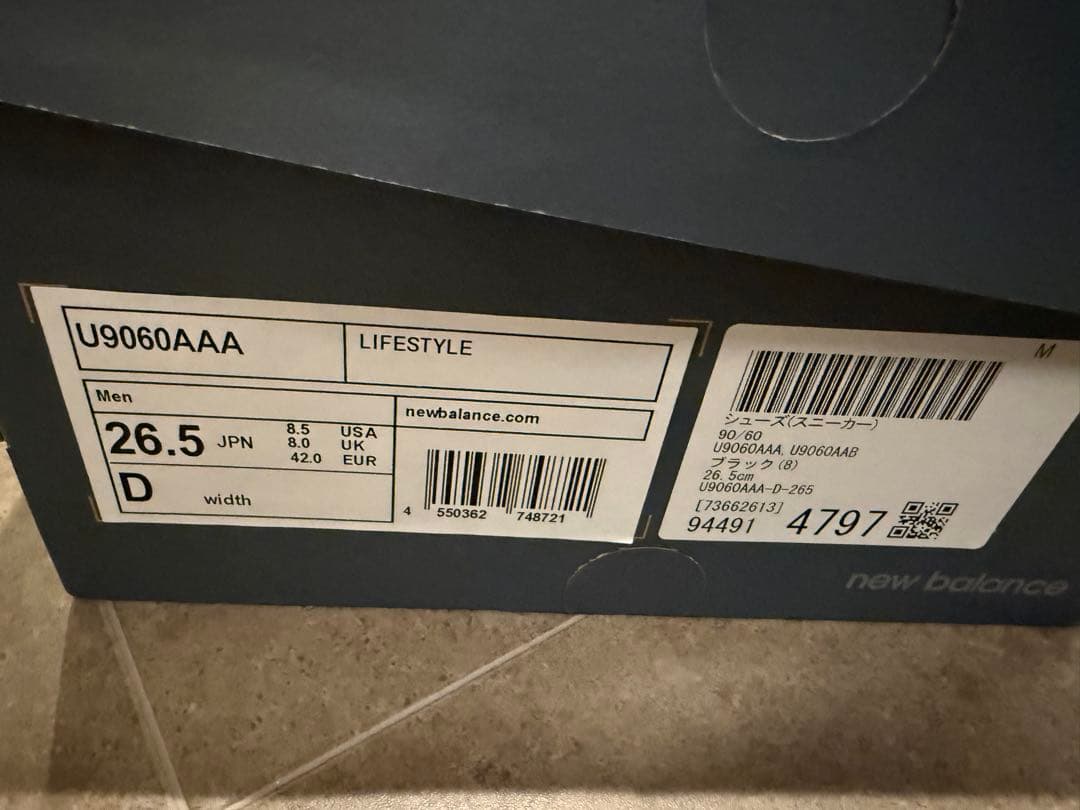 U9060AAA
LIFESTYLE
Men
26.5 JPN
8.5 USA
8.0 UK
42.0 EUR
D width
newbalance.com
4 550362 748721
M
シューズ(スニーカー)
90/60
U9060AAA, U9060AAB
ブラック(8)
26.5cm
U9060AAA-D-265
[73662613]
94491 4797
new balance